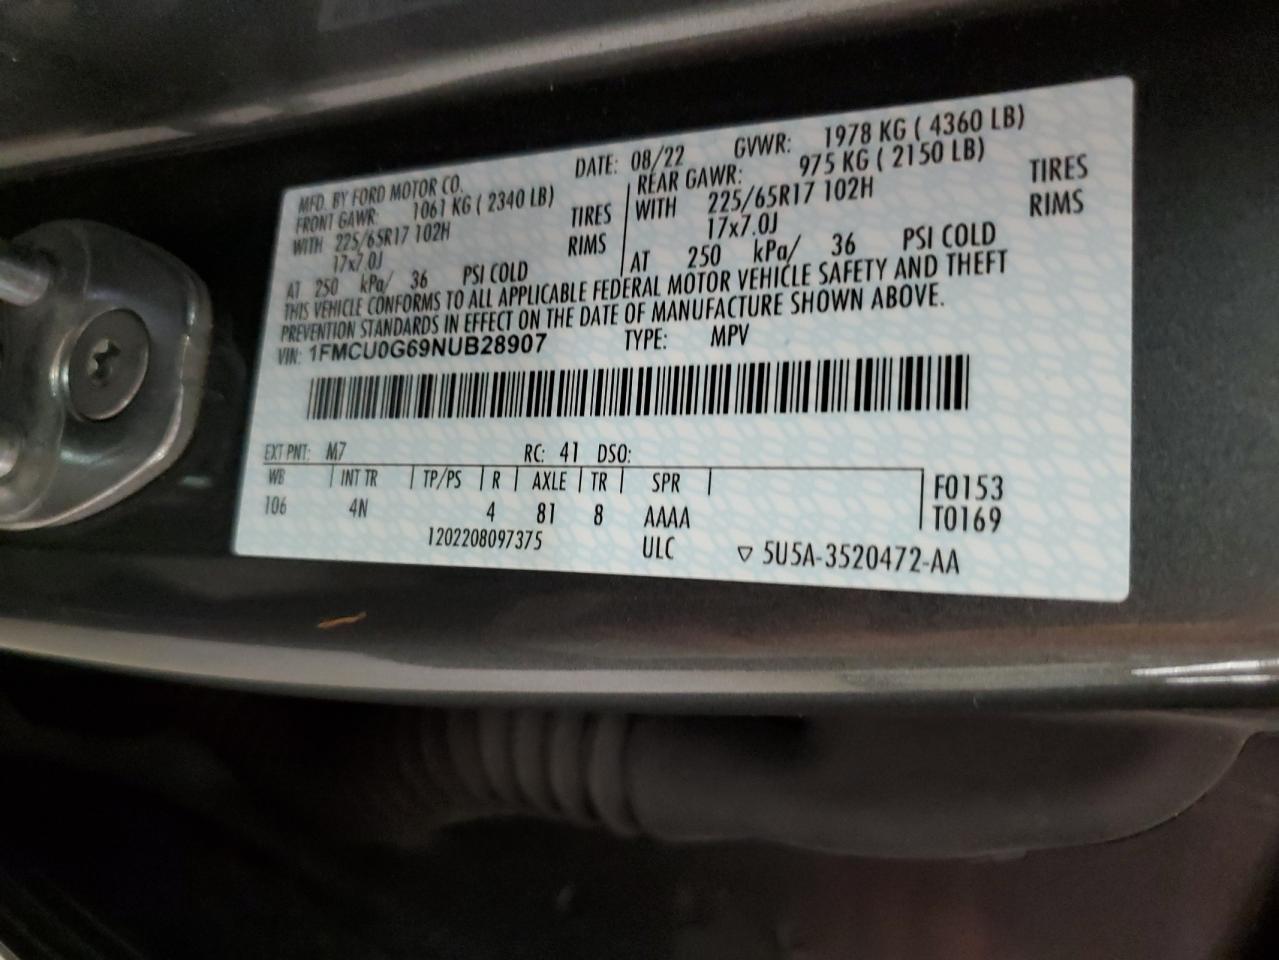 MFD. BY FORD MOTOR CO. DATE: 08/22 GVWR: 1978 KG ( 4360 LB)
FRONT GAWR: 1061 KG ( 2340 LB) REAR GAWR: 975 KG ( 2150 LB)
WITH 225/65R17 102H TIRES WITH 225/65R17 102H TIRES
17x7.0J RIMS 17x7.0J RIMS
AT 250 kPa/ 36 PSI COLD AT 250 kPa/ 36 PSI COLD
THIS VEHICLE CONFORMS TO ALL APPLICABLE FEDERAL MOTOR VEHICLE SAFETY AND THEFT
PREVENTION STANDARDS IN EFFECT ON THE DATE OF MANUFACTURE SHOWN ABOVE.
VIN: 1FMCU0G69NUB28907 TYPE: MPV
EXT PNT: M7 RC: 41 DSO:
WB INT TR TP/PS R AXLE TR SPR F0153
106 4N 4 81 8 AAAA T0169
1202208097375 ULC ▽ 5U5A-3520472-AA